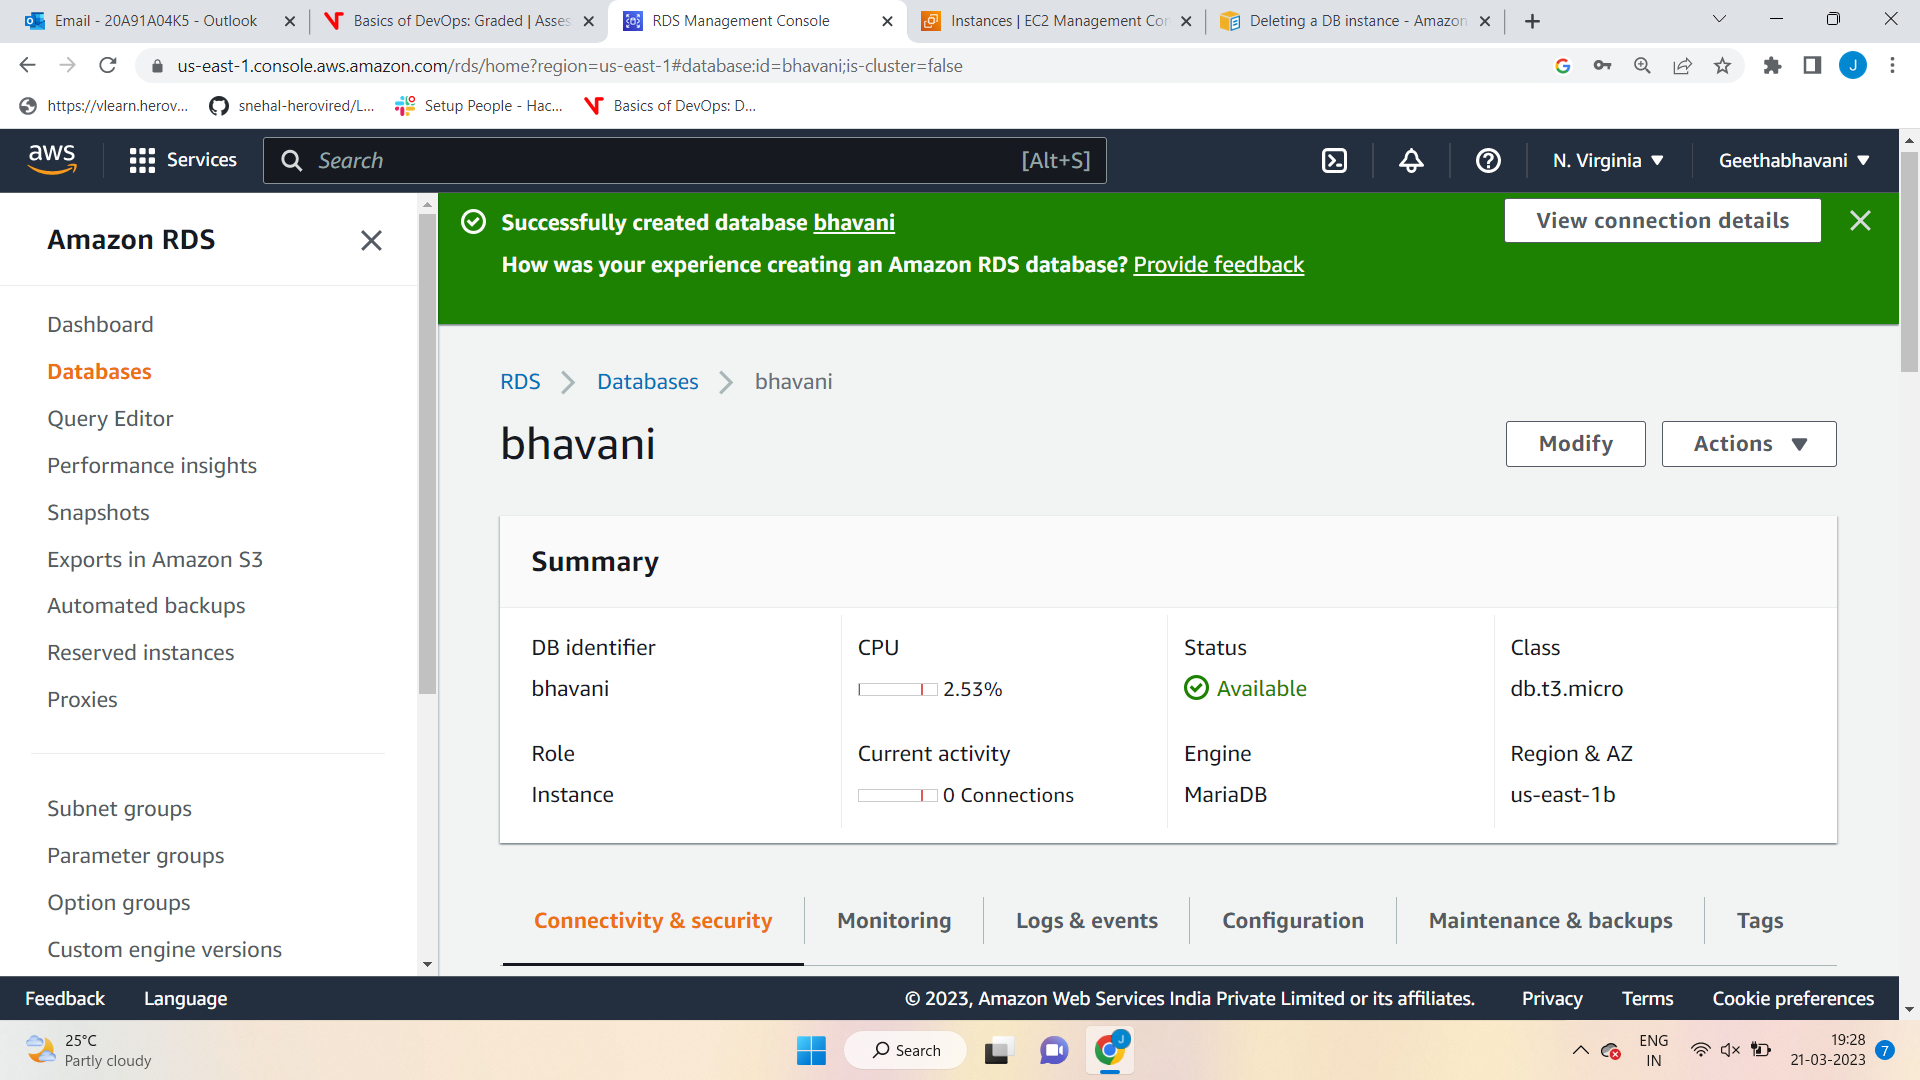 Email - 20A91A04K5 - Outlook
Basics of DevOps: Graded | Asses
RDS Management Console
Instances | EC2 Management Con
Deleting a DB instance - Amazon
us-east-1.console.aws.amazon.com/rds/home?region=us-east-1#database:id=bhavani;is-cluster=false
J
https://vlearn.herov...
snehal-herovired/L...
Setup People - Hac...
Basics of DevOps: D...
aws
Services
Search
[Alt+S]
N. Virginia
Geethabhavani
Amazon RDS
Dashboard
Databases
Query Editor
Performance insights
Snapshots
Exports in Amazon S3
Automated backups
Reserved instances
Proxies
Subnet groups
Parameter groups
Option groups
Custom engine versions
Successfully created database bhavani
View connection details
How was your experience creating an Amazon RDS database? Provide feedback
RDS
Databases
bhavani
bhavani
Modify
Actions
Summary
DB identifier
bhavani
CPU
2.53%
Status
Available
Class
db.t3.micro
Role
Instance
Current activity
0 Connections
Engine
MariaDB
Region & AZ
us-east-1b
Connectivity & security
Monitoring
Logs & events
Configuration
Maintenance & backups
Tags
Feedback
Language
© 2023, Amazon Web Services India Private Limited or its affiliates.
Privacy
Terms
Cookie preferences
25°C
Partly cloudy
Search
J
ENG
IN
19:28
21-03-2023
7